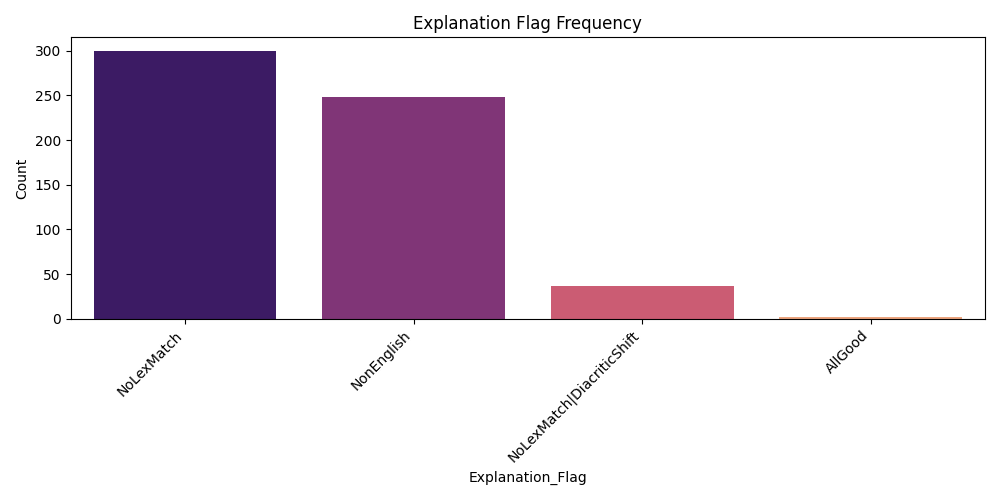 Explanation Flag Frequency
300
250
200
150
100
50
0
Count
NoLexMatch
NonEnglish
NoLexMatch|DiacriticShift
AllGood
Explanation_Flag